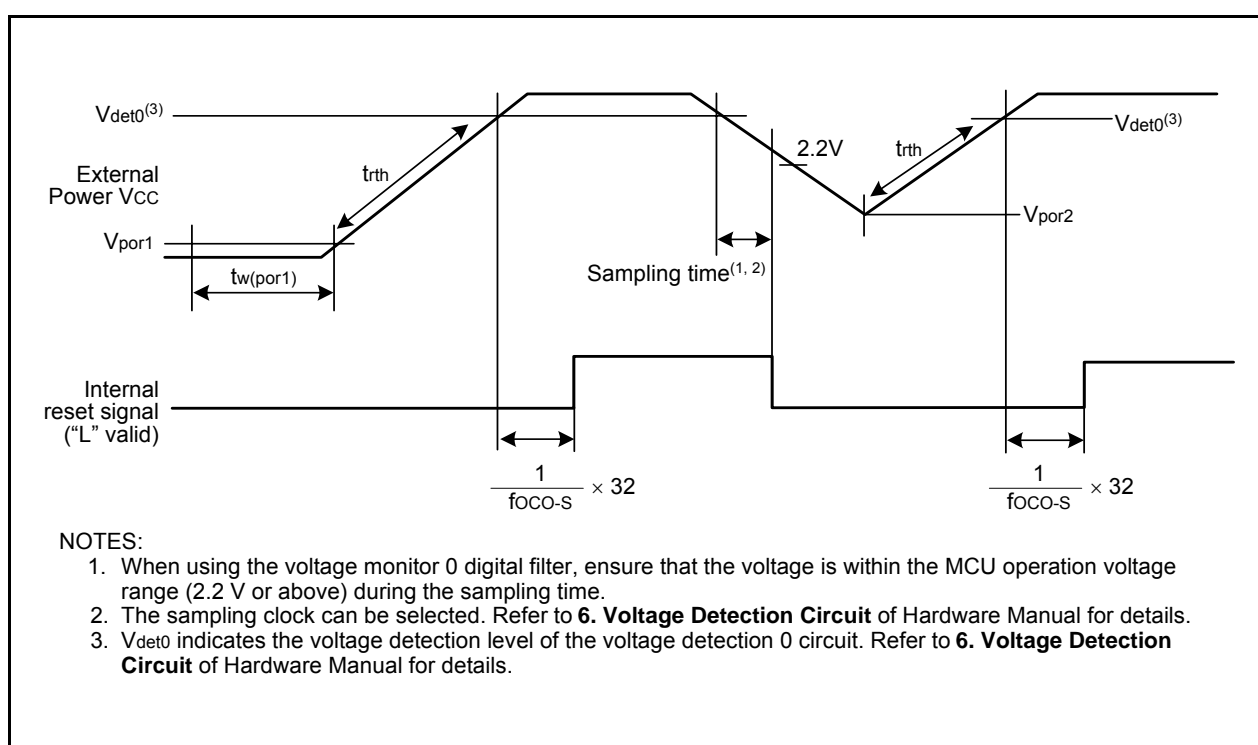 Vdet0(3)
2.2V
Vdet0(3)
trth
trth
External
Power VCC
Vpor1
Vpor2
tw(por1)
Sampling time(1, 2)
Internal
reset signal
(“L” valid)
1
fOCO-S
× 32
1
fOCO-S
× 32
NOTES:
1. When using the voltage monitor 0 digital filter, ensure that the voltage is within the MCU operation voltage
range (2.2 V or above) during the sampling time.
2. The sampling clock can be selected. Refer to 6. Voltage Detection Circuit of Hardware Manual for details.
3. Vdet0 indicates the voltage detection level of the voltage detection 0 circuit. Refer to 6. Voltage Detection
Circuit of Hardware Manual for details.